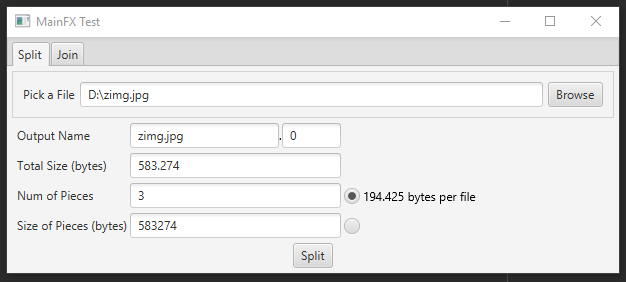 MainFX Test
Split Join
Pick a File D:\zimg.jpg Browse
Output Name zimg.jpg . 0
Total Size (bytes) 583.274
Num of Pieces 3 194.425 bytes per file
Size of Pieces (bytes) 583274
Split